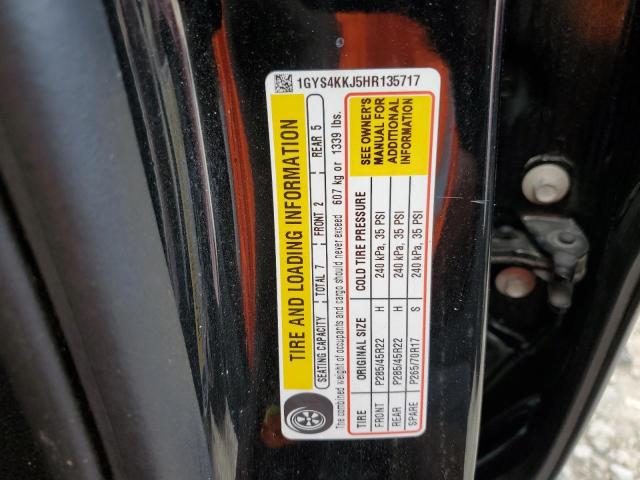 1GYS4KKJ5HR135717
TIRE AND LOADING INFORMATION
SEATING CAPACITY TOTAL 7 FRONT 2 REAR 5
The combined weight of occupants and cargo should never exceed 607 kg or 1339 lbs.
TIRE ORIGINAL SIZE COLD TIRE PRESSURE
FRONT P285/45R22 H 240 kPa, 35 PSI
REAR P285/45R22 H 240 kPa, 35 PSI
SPARE P265/70R17 S 240 kPa, 35 PSI
SEE OWNER'S
MANUAL FOR
ADDITIONAL
INFORMATION